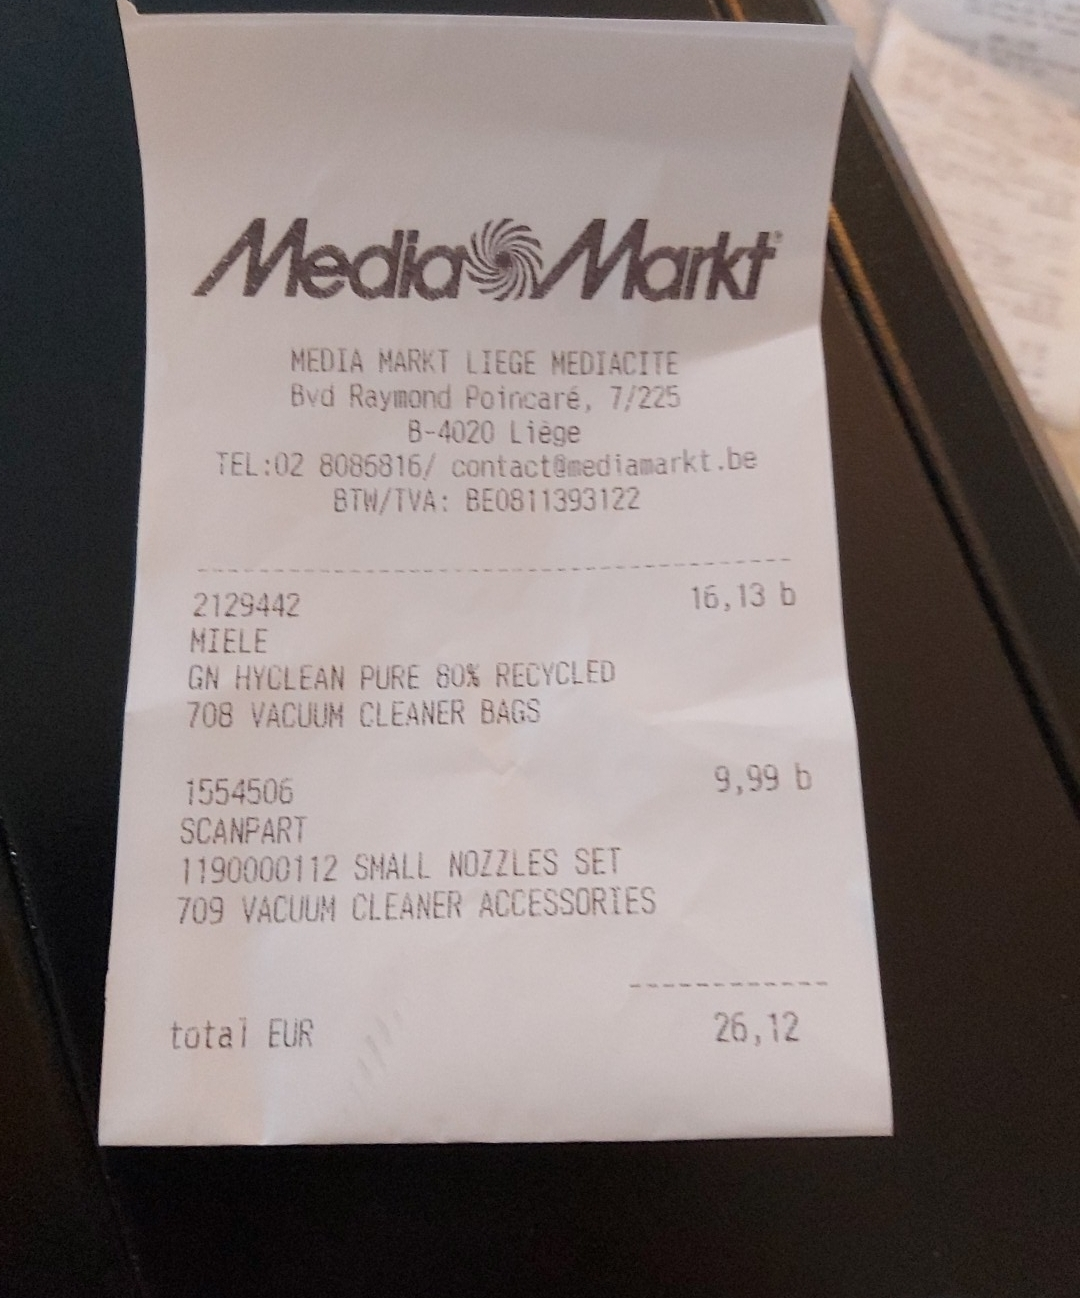 MediaMarkt
MEDIA MARKT LIEGE MEDIACITE
Bvd Raymond Poincaré, 7/225
B-4020 Liège
TEL:02 8086816/ contact@mediamarkt.be
BTW/TVA: BE0811393122
2129442 16,13 b
MIELE
GN HYCLEAN PURE 80% RECYCLED
708 VACUUM CLEANER BAGS
1554506 9,99 b
SCANPART
1190000112 SMALL NOZZLES SET
709 VACUUM CLEANER ACCESSORIES
total EUR 26,12